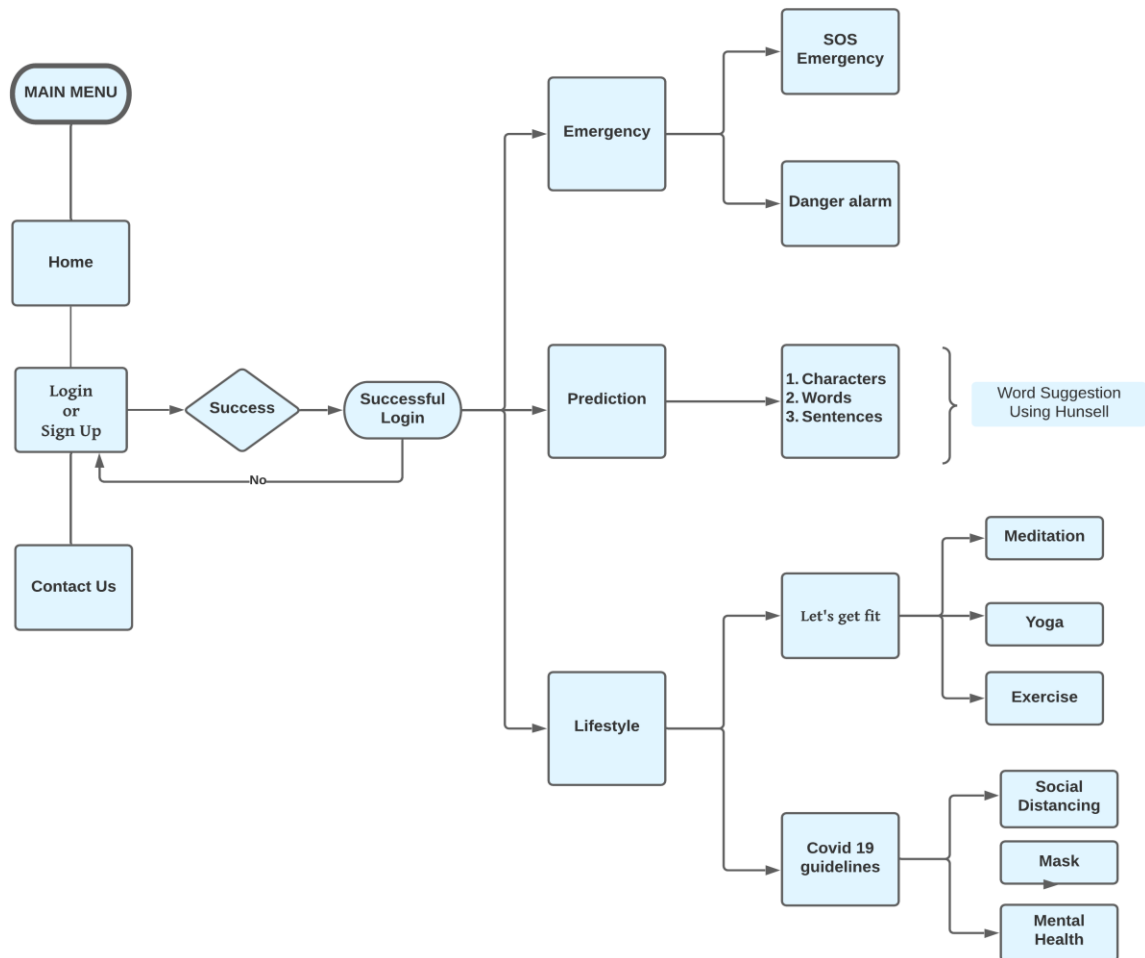 MAIN MENU
Home
Login
or
Sign Up
Contact Us
Success
Successful
Login
No
Emergency
SOS
Emergency
Danger alarm
Prediction
1. Characters
2. Words
3. Sentences
Word Suggestion
Using Hunsell
Lifestyle
Let's get fit
Meditation
Yoga
Exercise
Covid 19
guidelines
Social
Distancing
Mask
Mental
Health